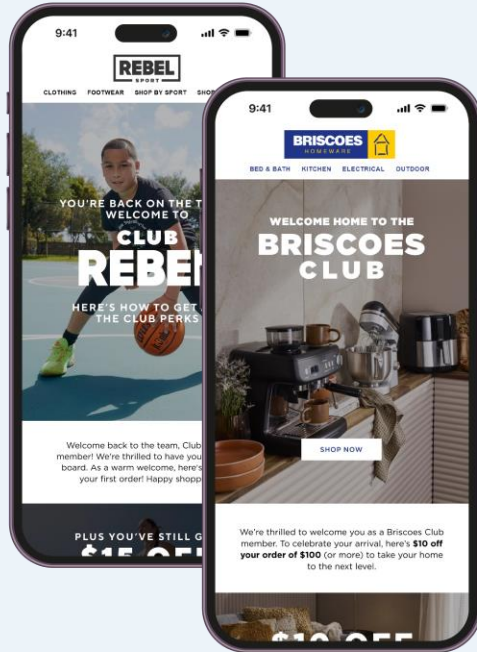 9:41
REBEL
SPORT
CLOTHING FOOTWEAR SHOP BY SPORT
YOU'RE BACK ON THE
WELCOME TO
CLUB
HERE'S HOW TO GET
THE CLUB PERKS
Welcome back to the team, Club
member! We're thrilled to have you
board. As a warm welcome, here's
your first order! Happy
PLUS YOU'VE STILL
$15 OFF
9:41
BRISCOES
HOMEWARE
BED & BATH KITCHEN ELECTRICAL OUTDOOR
WELCOME HOME TO THE
BRISCOES
CLUB
SHOP NOW
We're thrilled to welcome you as a Briscoes Club
member. To celebrate your arrival, here's $10 off
your order of $100 (or more) to take your home
to the next level.
$10 OFF